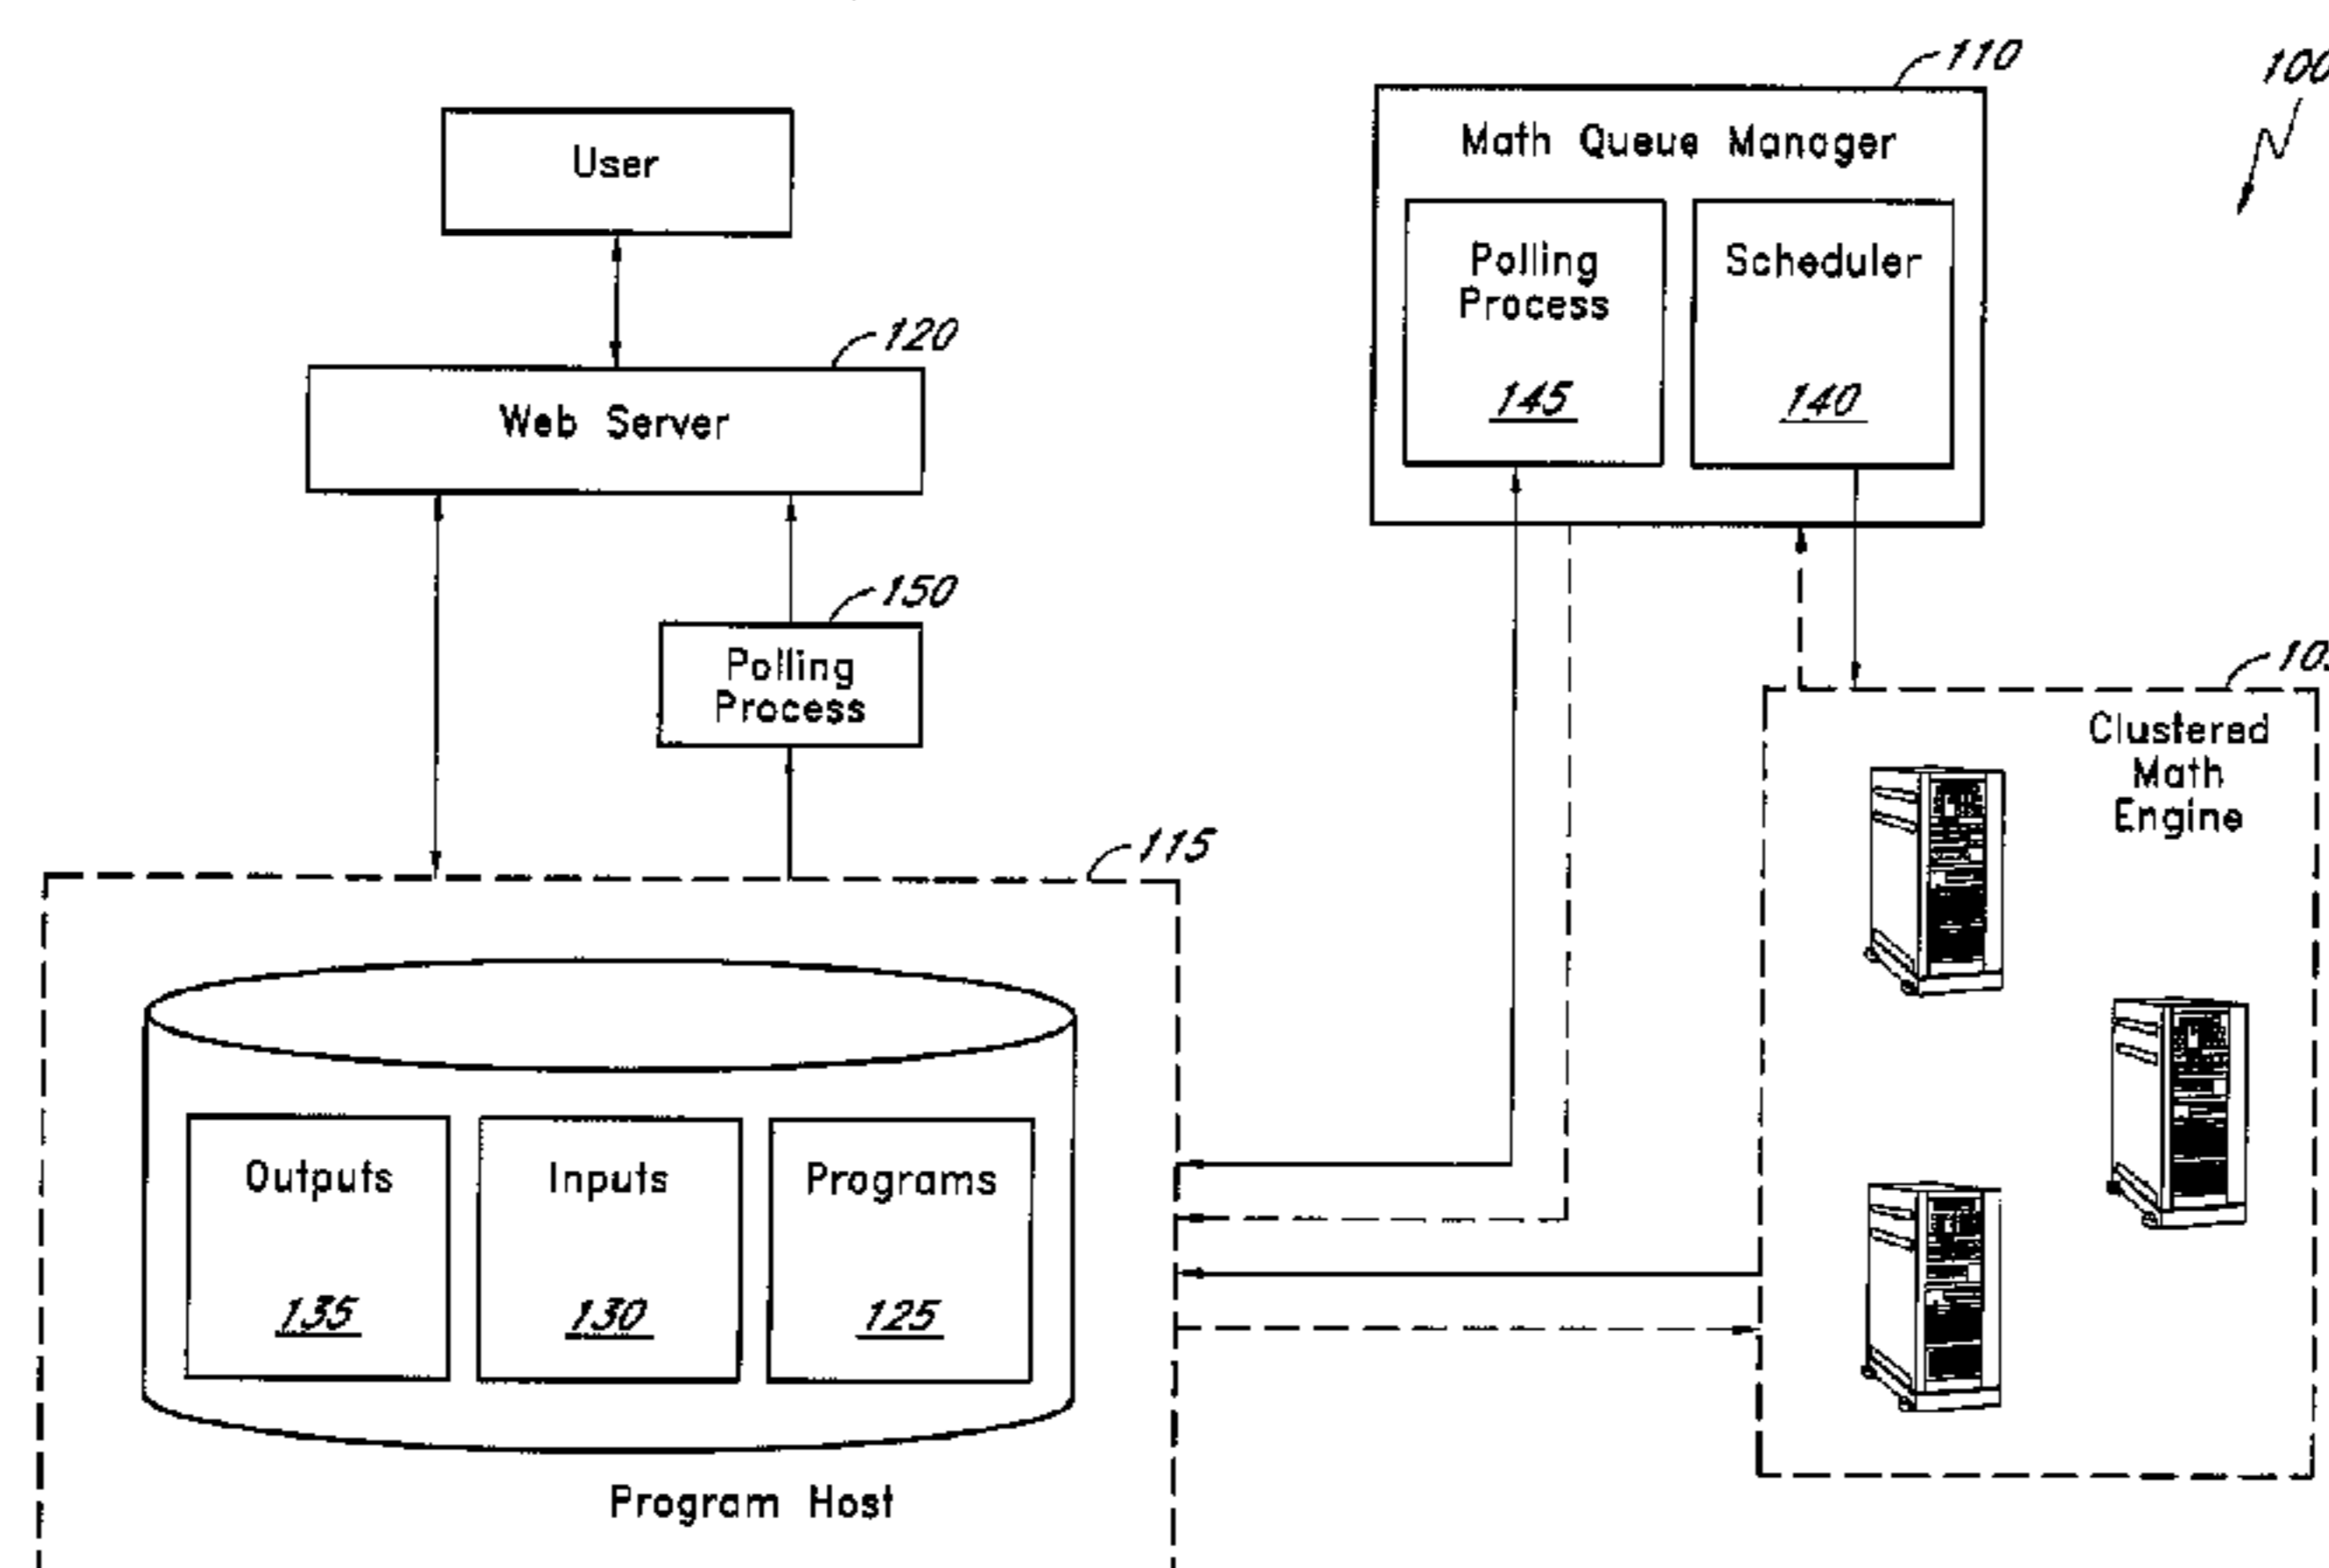 110
100
Math Queue Manager
User
Polling
Process
Scheduler
145
140
120
Web Server
150
Polling
Process
Clustered
Math
Engine
115
Outputs
Inputs
Programs
135
130
125
Program Host